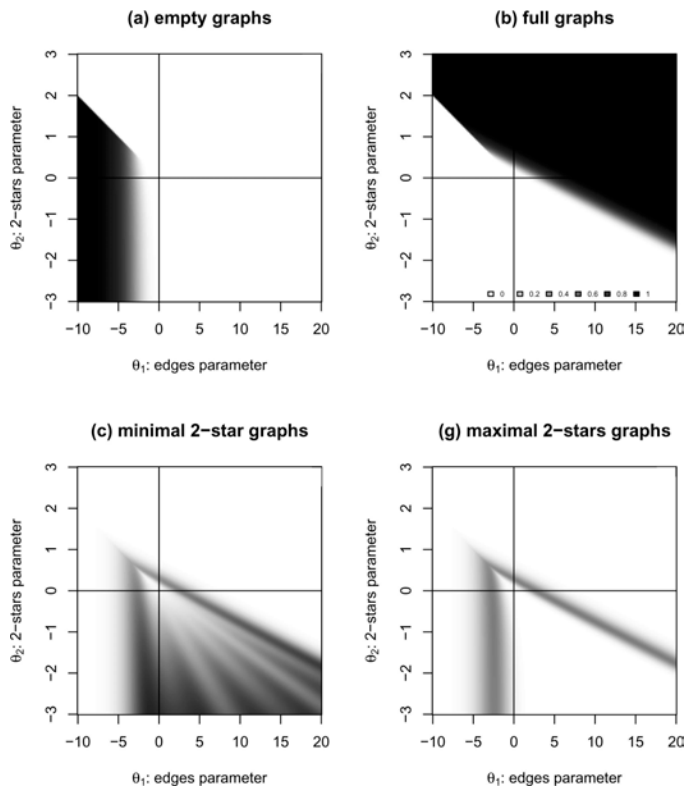 (a) empty graphs
θ2: 2−stars parameter
3
2
1
0
−1
−2
−3
−10 −5 0 5 10 15 20
θ1: edges parameter
(b) full graphs
θ2: 2−stars parameter
3
2
1
0
−1
−2
−3
0 0.2 0.4 0.6 0.8 1
−10 −5 0 5 10 15 20
θ1: edges parameter
(c) minimal 2−star graphs
θ2: 2−stars parameter
3
2
1
0
−1
−2
−3
−10 −5 0 5 10 15 20
θ1: edges parameter
(g) maximal 2−stars graphs
θ2: 2−stars parameter
3
2
1
0
−1
−2
−3
−10 −5 0 5 10 15 20
θ1: edges parameter